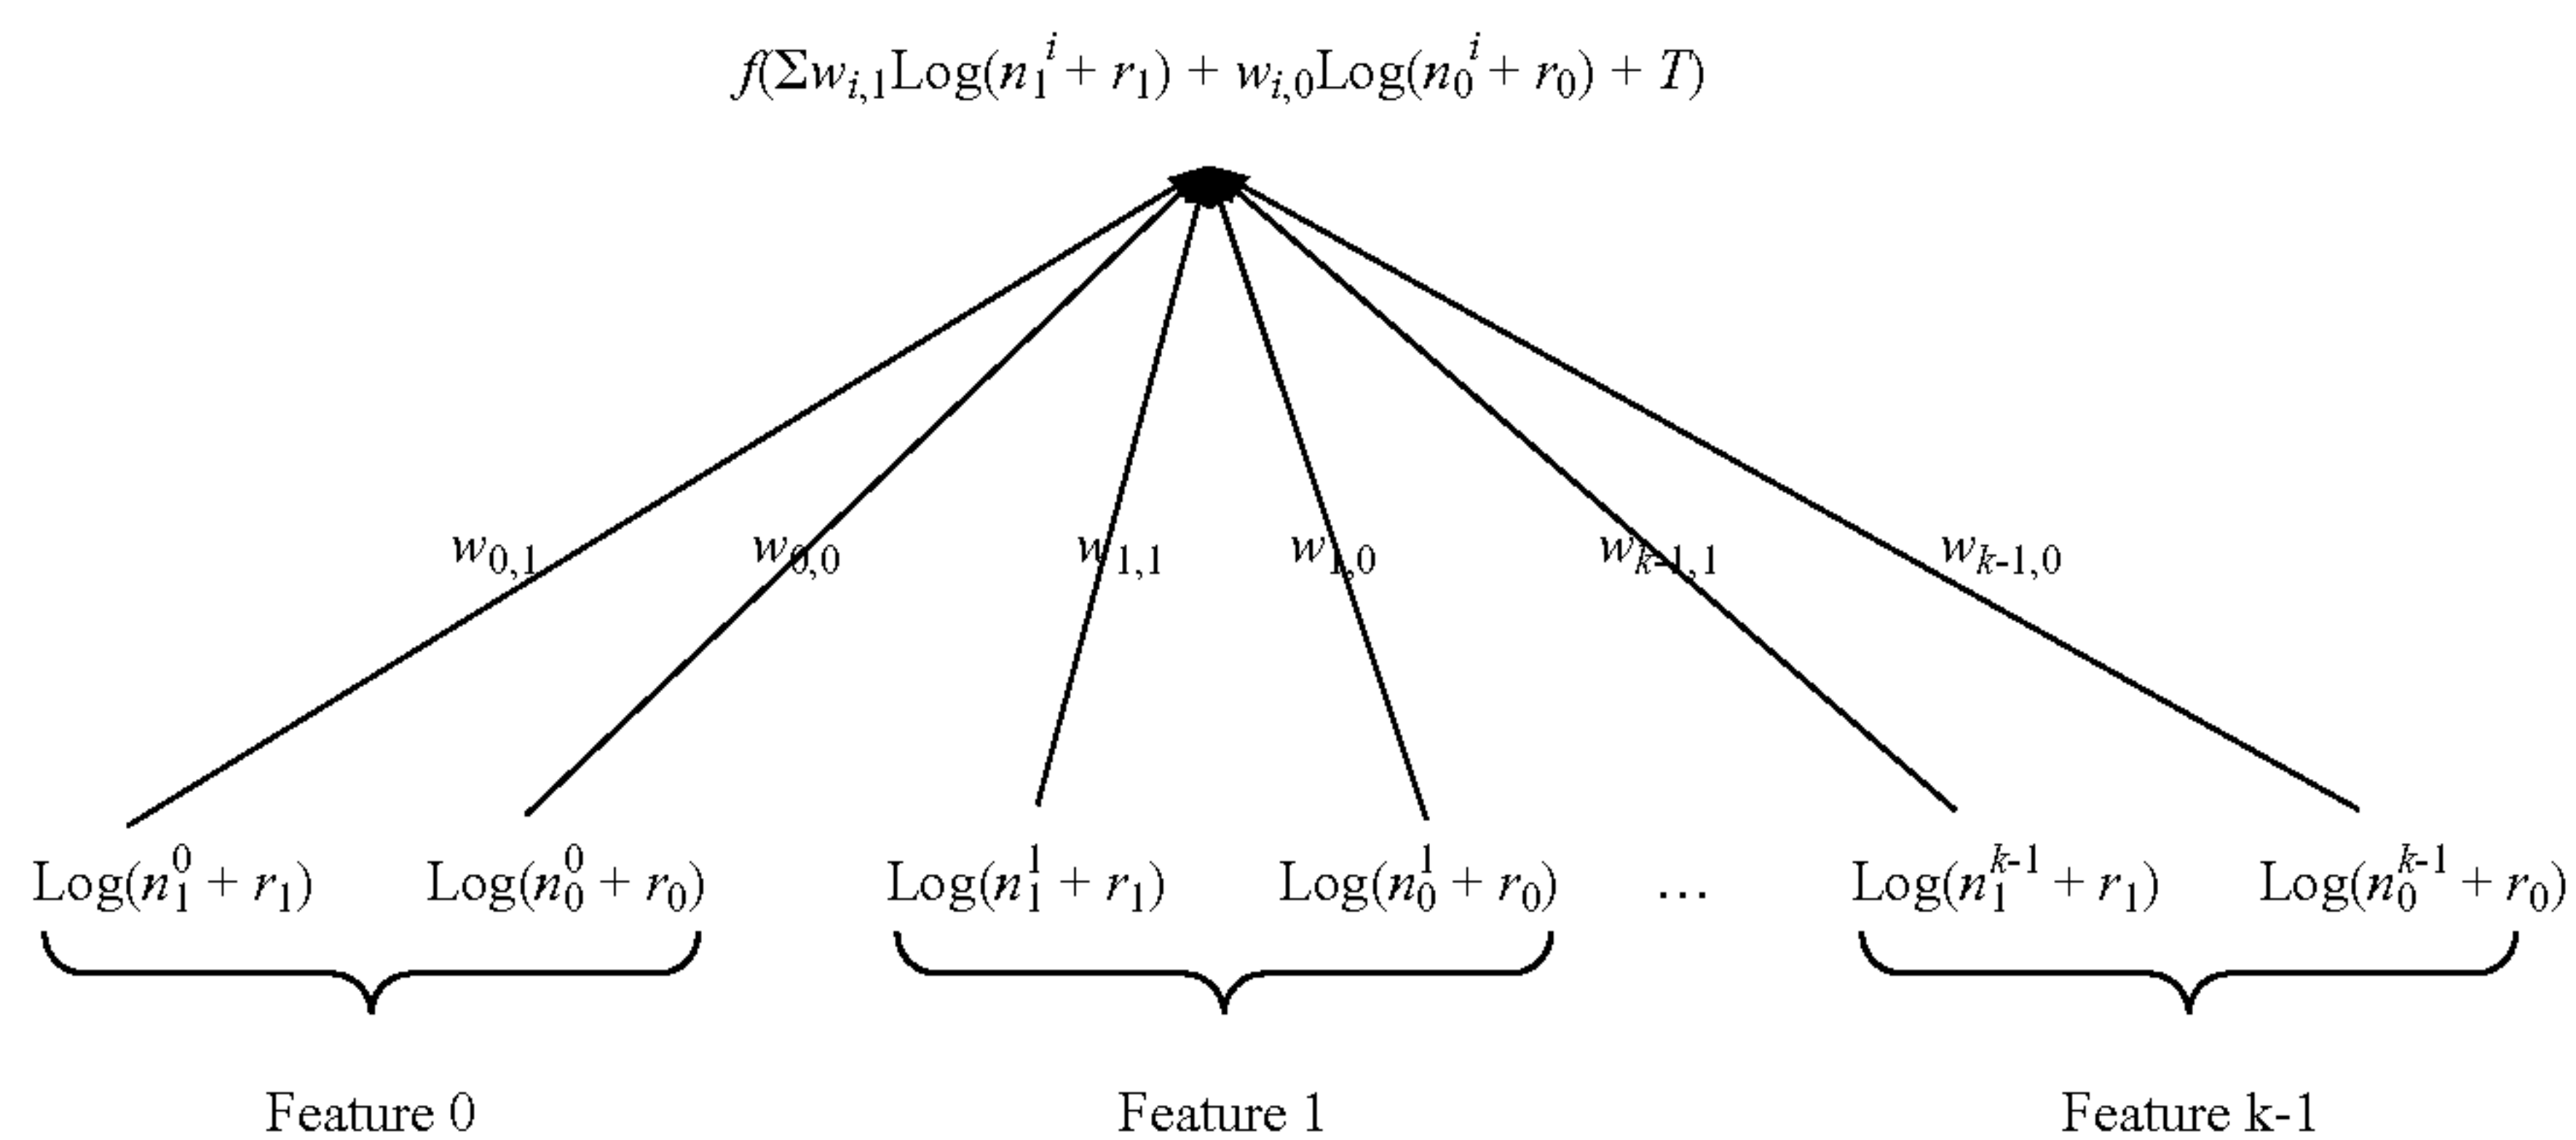 f(Σw_{i,1}Log(n_1^i + r_1) + w_{i,0}Log(n_0^i + r_0) + T)
w_{0,1} w_{0,0} w_{1,1} w_{1,0} w_{k-1,1} w_{k-1,0}
Log(n_1^0 + r_1) Log(n_0^0 + r_0) Log(n_1^1 + r_1) Log(n_0^1 + r_0) ... Log(n_1^{k-1} + r_1) Log(n_0^{k-1} + r_0)
Feature 0 Feature 1 Feature k-1